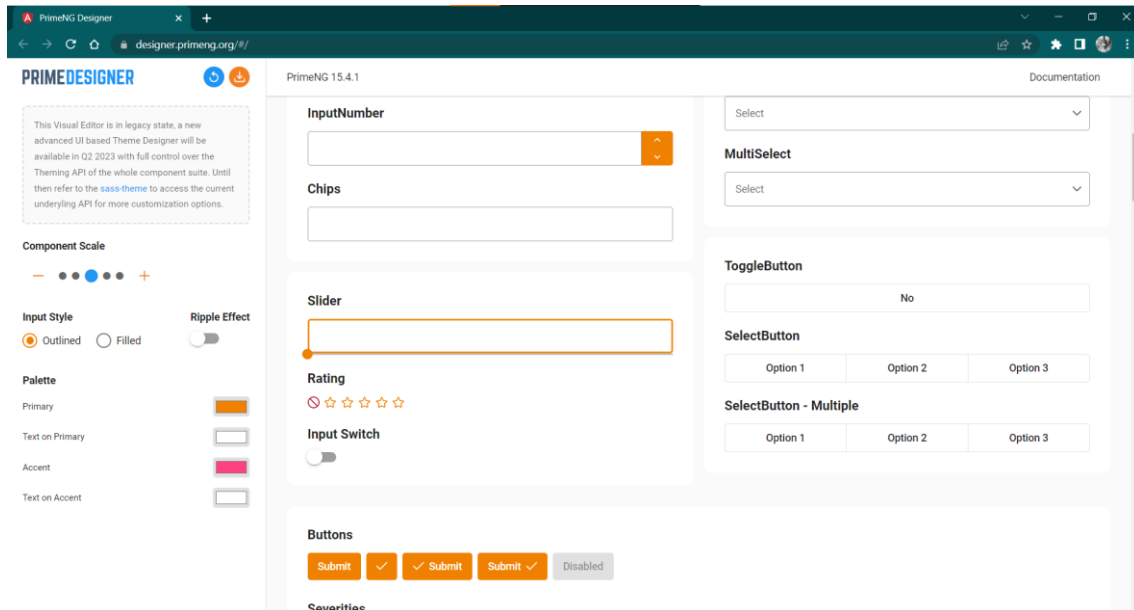 PrimeNG Designer
designer.primeng.org/#/
PRIMEDESIGNER
PrimeNG 15.4.1
Documentation
This Visual Editor is in legacy state, a new
advanced UI based Theme Designer will be
available in Q2 2023 with full control over the
Theming API of the whole component suite. Until
then refer to the sass-theme to access the current
underyling API for more customization options.
Component Scale
Input Style
Ripple Effect
Outlined
Filled
Palette
Primary
Text on Primary
Accent
Text on Accent
InputNumber
Chips
Slider
Rating
Input Switch
Select
MultiSelect
Select
ToggleButton
No
SelectButton
Option 1 Option 2 Option 3
SelectButton - Multiple
Option 1 Option 2 Option 3
Buttons
Submit Submit Submit Disabled
Severities